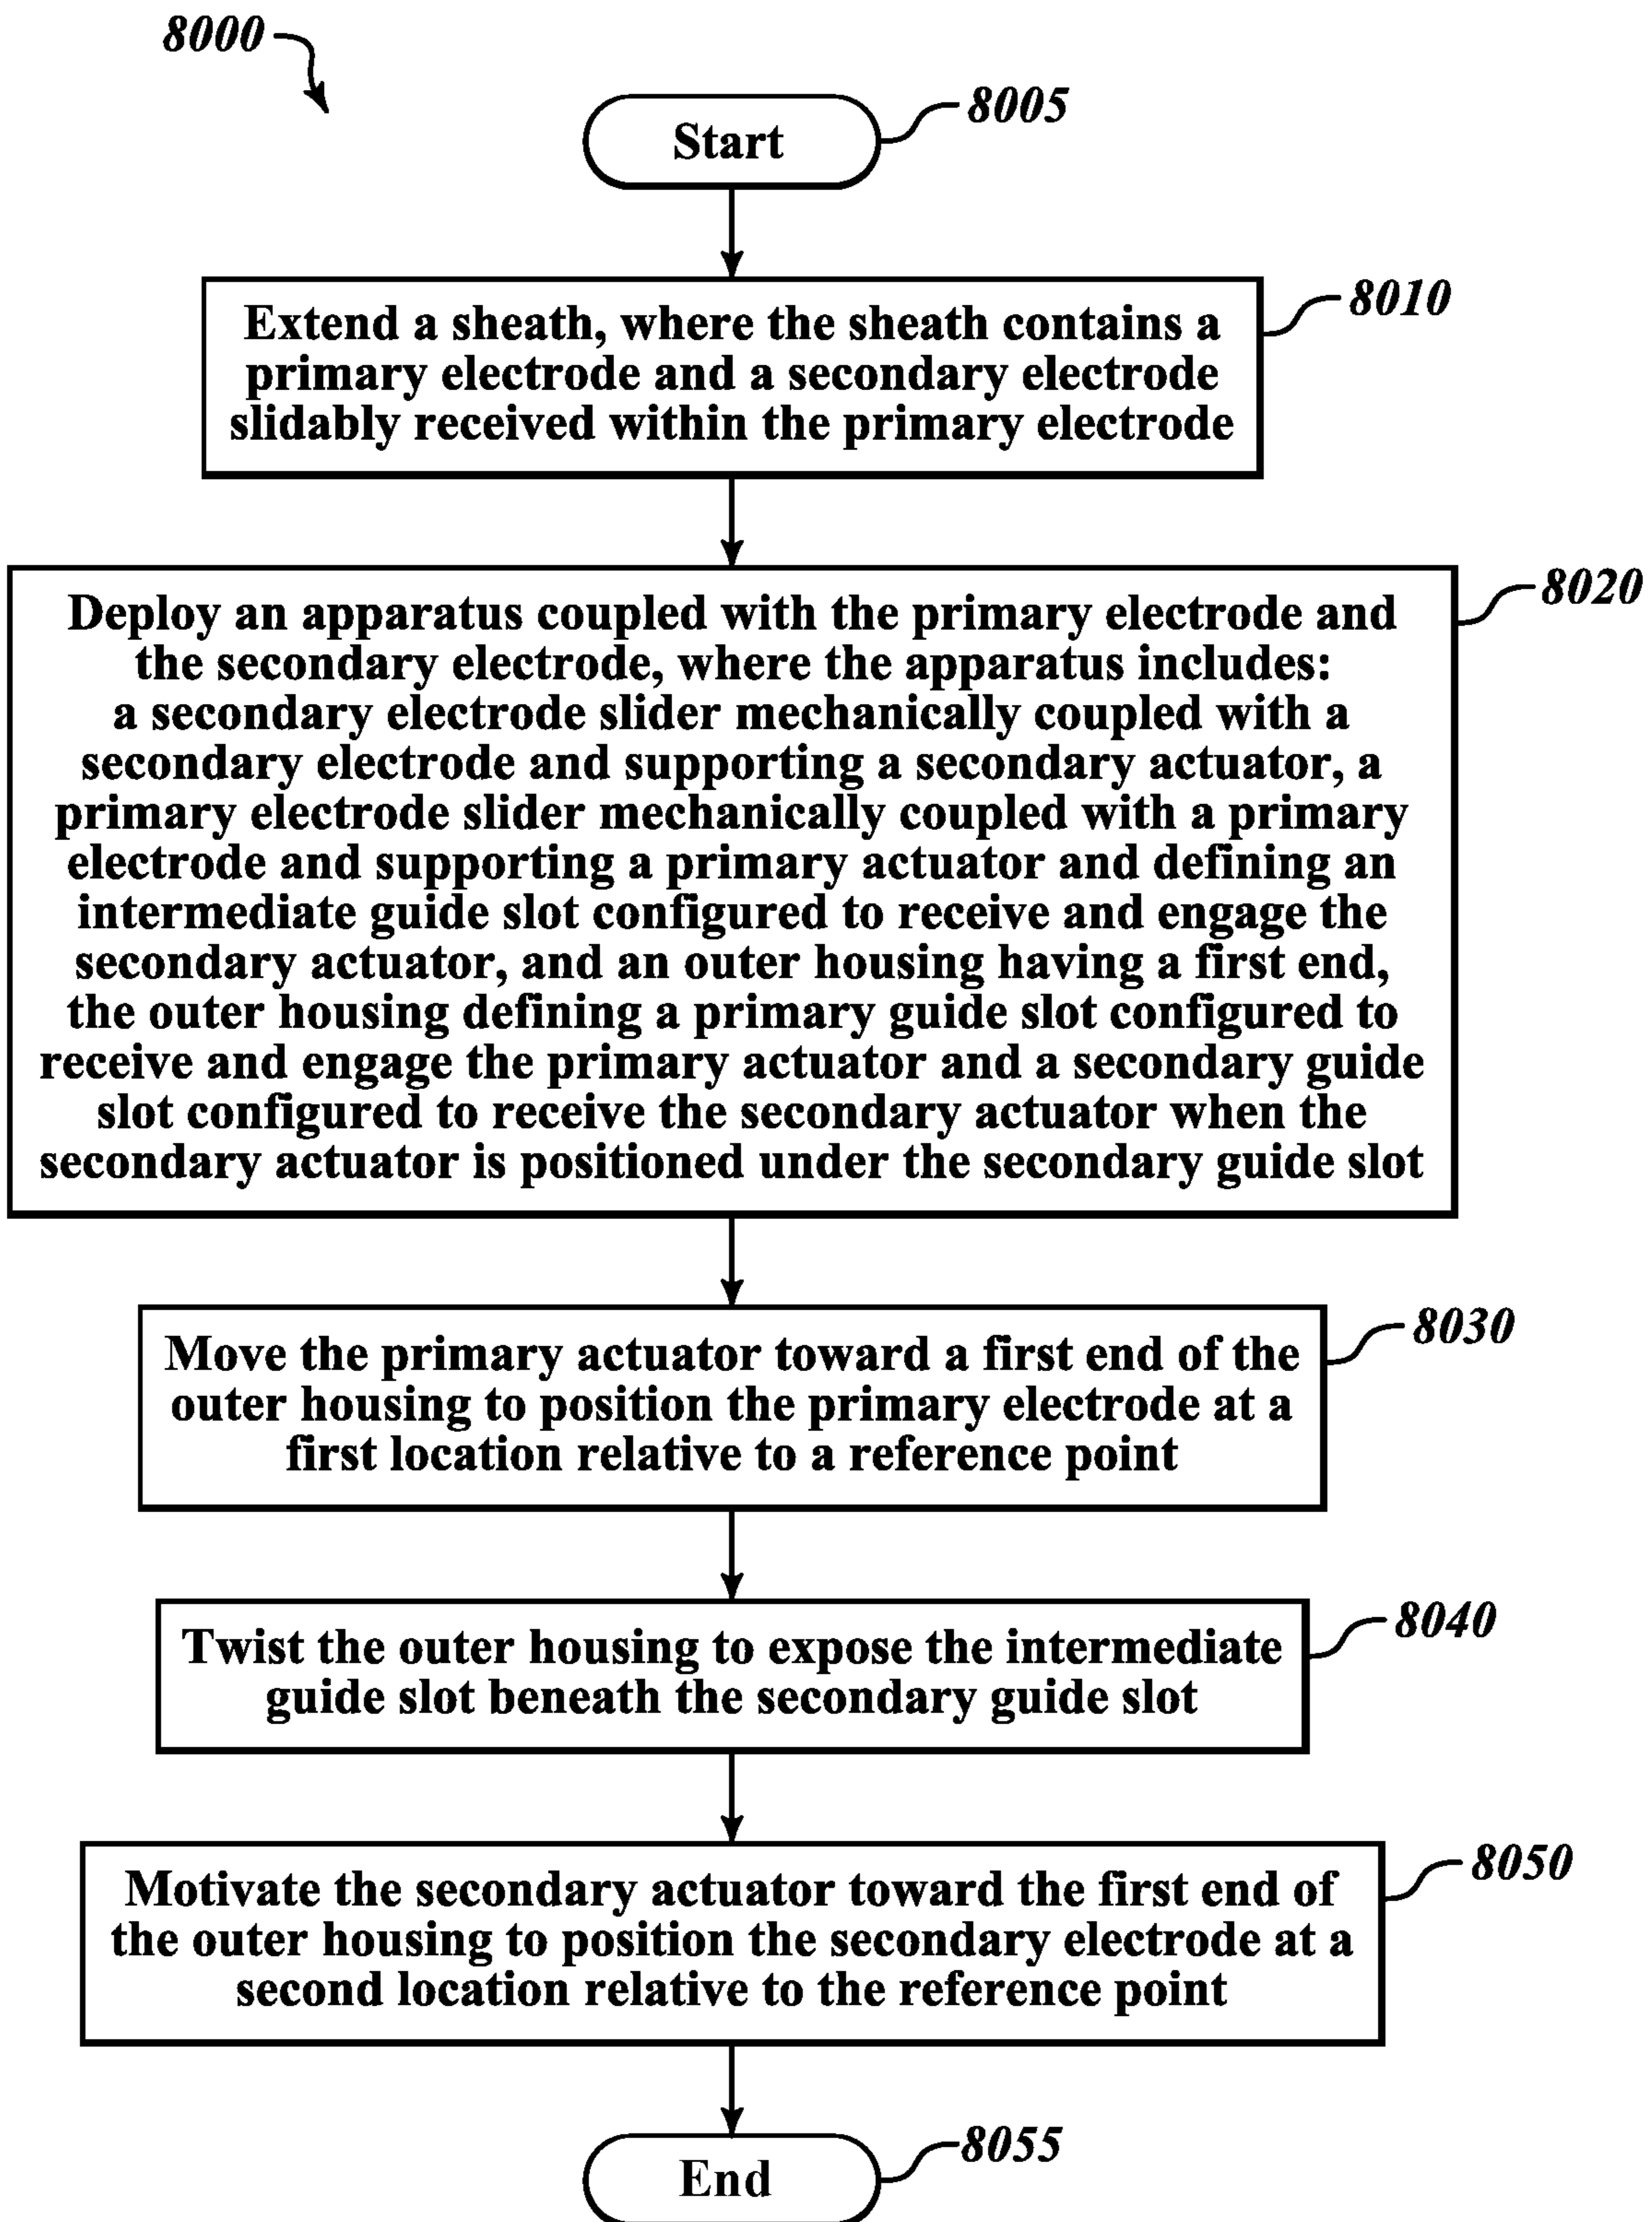 8000
Start
8005
Extend a sheath, where the sheath contains a
primary electrode and a secondary electrode
slidably received within the primary electrode
8010
Deploy an apparatus coupled with the primary electrode and
the secondary electrode, where the apparatus includes:
a secondary electrode slider mechanically coupled with a
secondary electrode and supporting a secondary actuator, a
primary electrode slider mechanically coupled with a primary
electrode and supporting a primary actuator and defining an
intermediate guide slot configured to receive and engage the
secondary actuator, and an outer housing having a first end,
the outer housing defining a primary guide slot configured to
receive and engage the primary actuator and a secondary guide
slot configured to receive the secondary actuator when the
secondary actuator is positioned under the secondary guide slot
8020
Move the primary actuator toward a first end of the
outer housing to position the primary electrode at a
first location relative to a reference point
8030
Twist the outer housing to expose the intermediate
guide slot beneath the secondary guide slot
8040
Motivate the secondary actuator toward the first end of
the outer housing to position the secondary electrode at a
second location relative to the reference point
8050
End
8055